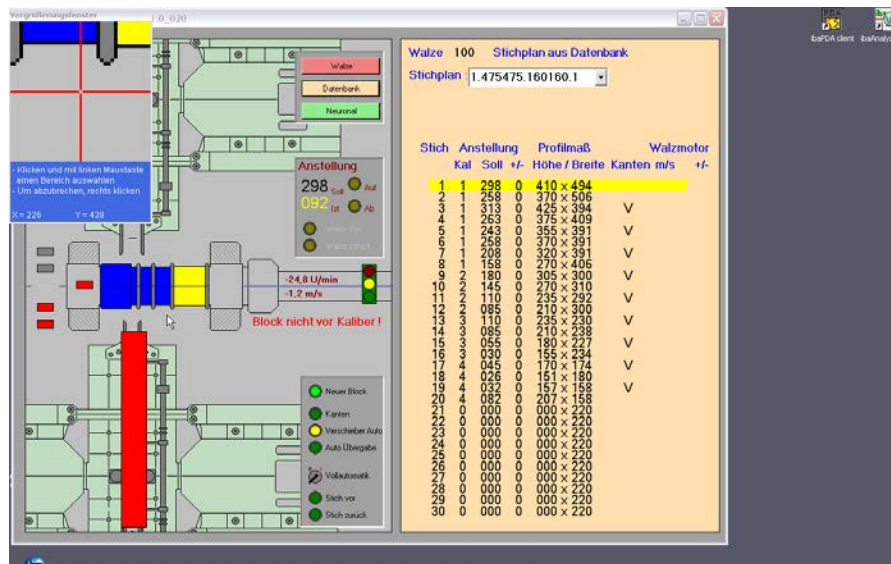 Vergrößerungsfenster
.0_020
ibaPDA client ibaAnalyz
- Klicken und mit linken Maustaste
einen Bereich auswählen
- Um abzubrechen, rechts klicken
X = 226 Y = 439
Walze
Datenbank
Neuronal
Anstellung
298 Soll Auf
092 Ist Ab
-24,8 U/min
-1,2 m/s
Block nicht vor Kaliber !
Neuer Block
Kanten
Verschieber Auto
Auto Übergabe
Vollautomatik
Stich vor
Stich zurück
Walze 100 Stichplan aus Datenbank
Stichplan : 1.475475.160160.1
Stich Anstellung Profilmaß Walzmotor
Kal Soll +/- Höhe / Breite Kanten m/s +/-
1 1 298 0 410 x 494
2 1 258 0 370 x 506
3 1 313 0 425 x 394 V
4 1 263 0 375 x 409
5 1 243 0 355 x 391 V
6 1 258 0 370 x 391
7 1 208 0 320 x 391 V
8 1 158 0 270 x 406
9 2 180 0 305 x 300 V
10 2 145 0 270 x 310
11 2 110 0 235 x 292 V
12 2 085 0 210 x 300
13 3 110 0 235 x 230 V
14 3 085 0 210 x 238
15 3 055 0 180 x 227 V
16 3 030 0 155 x 234
17 4 045 0 170 x 174 V
18 4 026 0 151 x 180
19 4 032 0 157 x 158 V
20 4 082 0 207 x 158
21 0 000 0 000 x 220
22 0 000 0 000 x 220
23 0 000 0 000 x 220
24 0 000 0 000 x 220
25 0 000 0 000 x 220
26 0 000 0 000 x 220
27 0 000 0 000 x 220
28 0 000 0 000 x 220
29 0 000 0 000 x 220
30 0 000 0 000 x 220